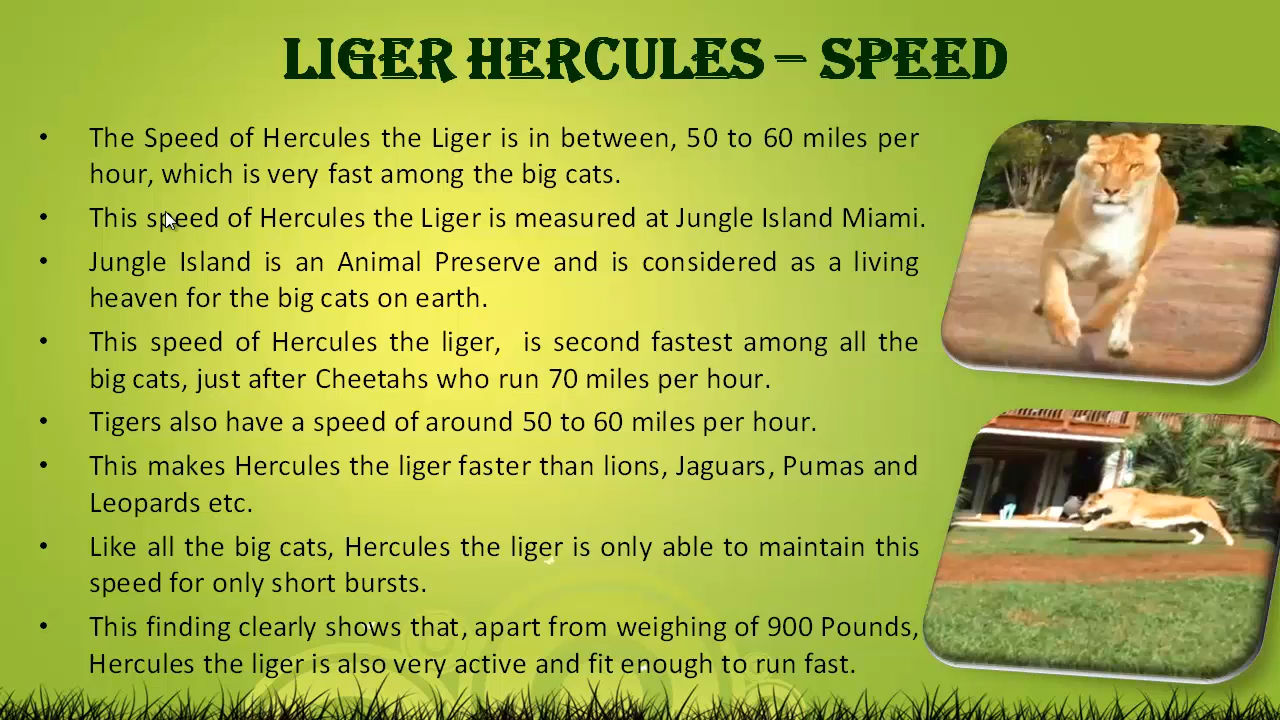 LIGER HERCULES – SPEED
• The Speed of Hercules the Liger is in between, 50 to 60 miles per
hour, which is very fast among the big cats.
• This speed of Hercules the Liger is measured at Jungle Island Miami.
• Jungle Island is an Animal Preserve and is considered as a living
heaven for the big cats on earth.
• This speed of Hercules the liger, is second fastest among all the
big cats, just after Cheetahs who run 70 miles per hour.
• Tigers also have a speed of around 50 to 60 miles per hour.
• This makes Hercules the liger faster than lions, Jaguars, Pumas and
Leopards etc.
• Like all the big cats, Hercules the liger is only able to maintain this
speed for only short bursts.
• This finding clearly shows that, apart from weighing of 900 Pounds,
Hercules the liger is also very active and fit enough to run fast.